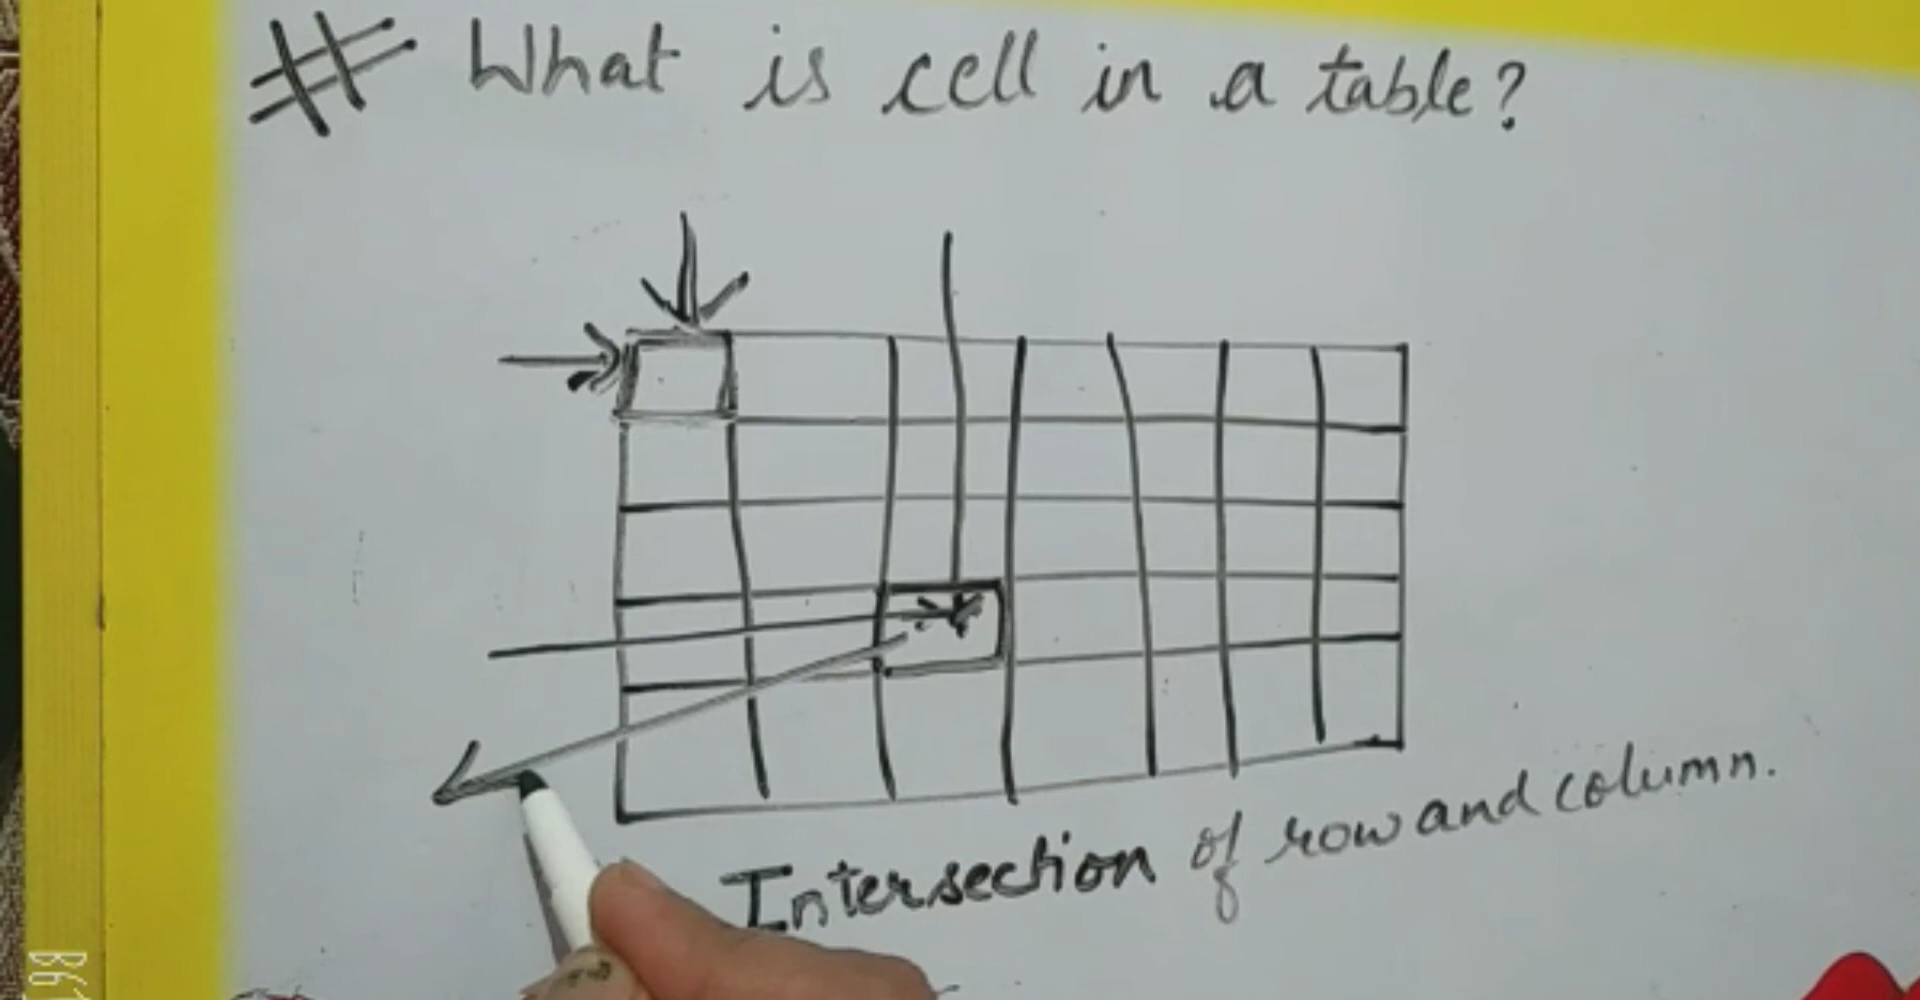 # What is cell in a table?
Intersection of row and column.